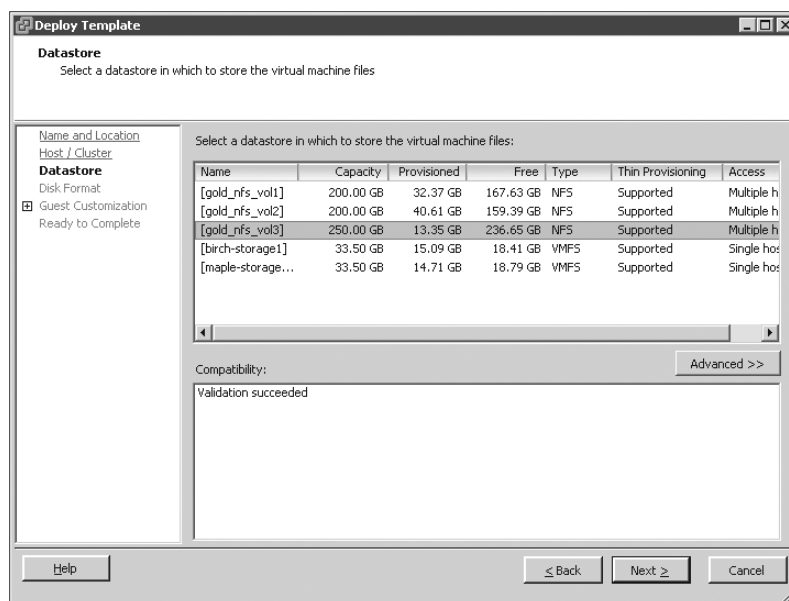 Deploy Template
Datastore
Select a datastore in which to store the virtual machine files
Name and Location
Host / Cluster
Datastore
Disk Format
Guest Customization
Ready to Complete
Select a datastore in which to store the virtual machine files:
Name Capacity Provisioned Free Type Thin Provisioning Access
[gold_nfs_vol1] 200.00 GB 32.37 GB 167.63 GB NFS Supported Multiple h
[gold_nfs_vol2] 200.00 GB 40.61 GB 159.39 GB NFS Supported Multiple h
[gold_nfs_vol3] 250.00 GB 13.35 GB 236.65 GB NFS Supported Multiple h
[birch-storage1] 33.50 GB 15.09 GB 18.41 GB VMFS Supported Single hos
[maple-storage... 33.50 GB 14.71 GB 18.79 GB VMFS Supported Single hos
Advanced >>
Compatibility:
Validation succeeded
Help ≤ Back Next ≥ Cancel